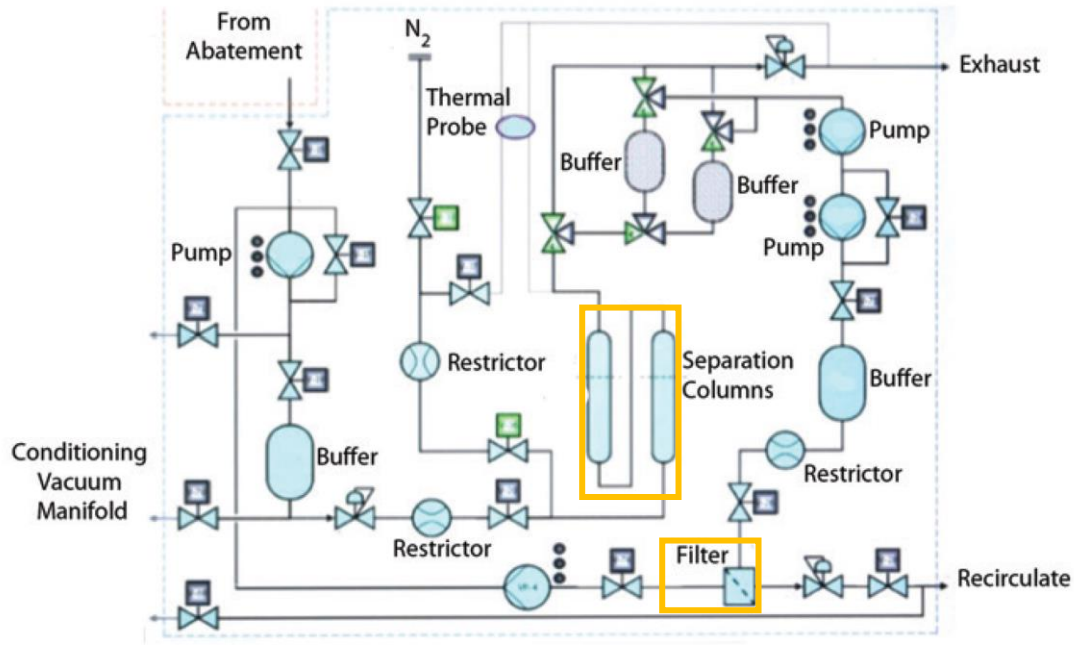 From
Abatement
N2
Thermal
Probe
Exhaust
Pump
Buffer
Buffer
Pump
Pump
Restrictor
Separation
Columns
Buffer
Conditioning
Vacuum
Manifold
Buffer
Restrictor
Restrictor
Filter
Recirculate